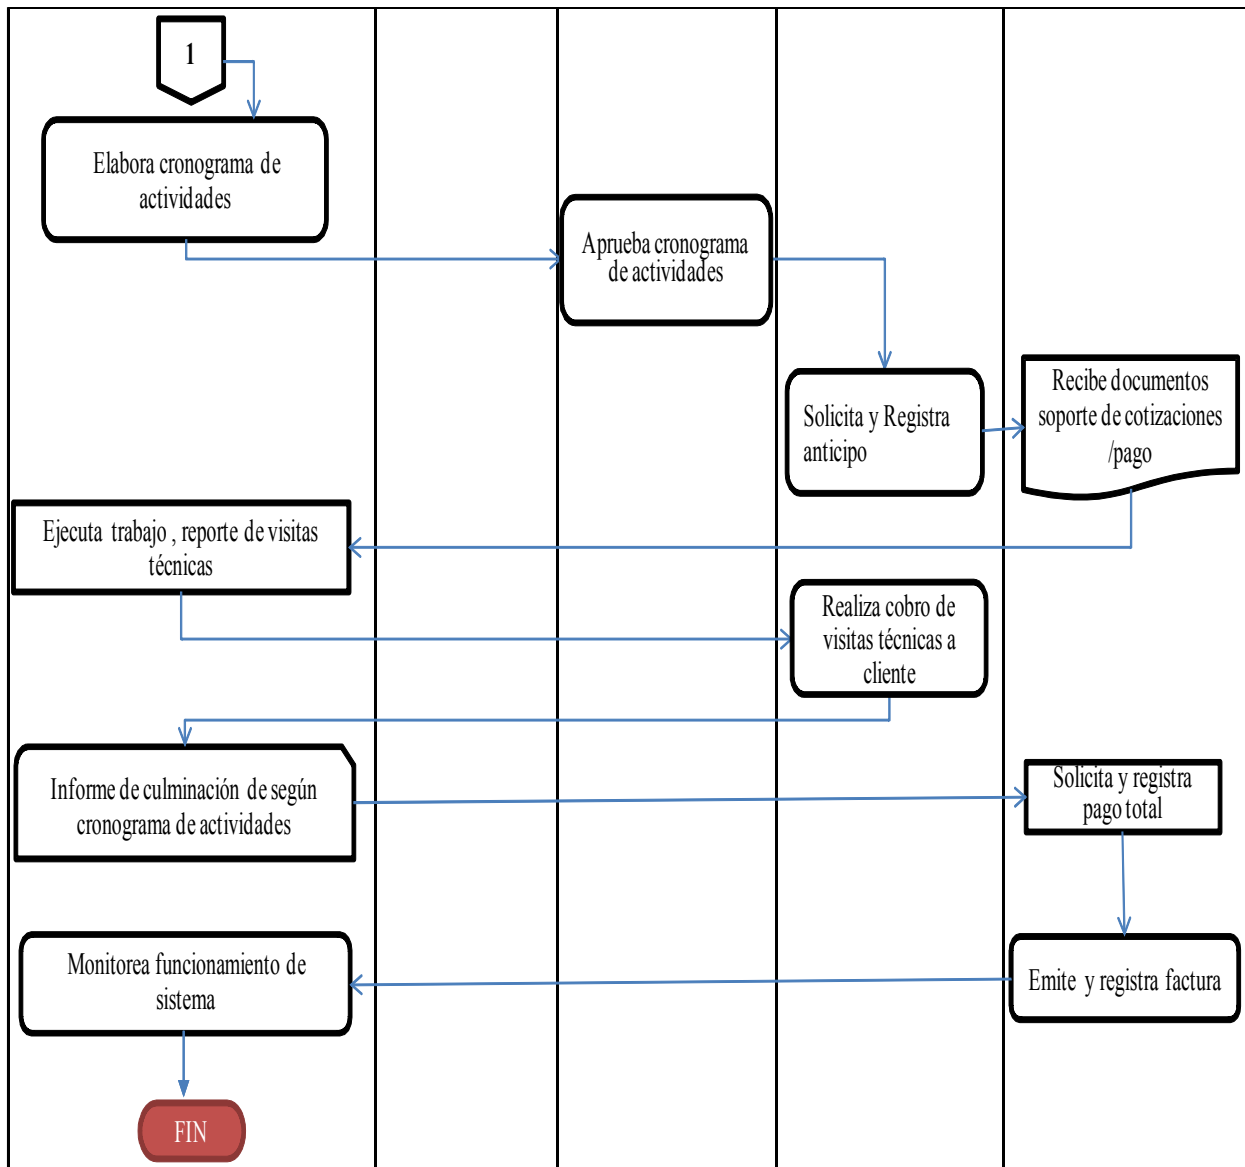 1
Elabora cronograma de
actividades
Aprueba cronograma
de actividades
Solicita y Registra
anticipo
Recibe documentos
soporte de cotizaciones
/pago
Ejecuta trabajo , reporte de visitas
técnicas
Realiza cobro de
visitas técnicas a
cliente
Informe de culminación de según
cronograma de actividades
Solicita y registra
pago total
Emite y registra factura
Monitorea funcionamiento de
sistema
FIN